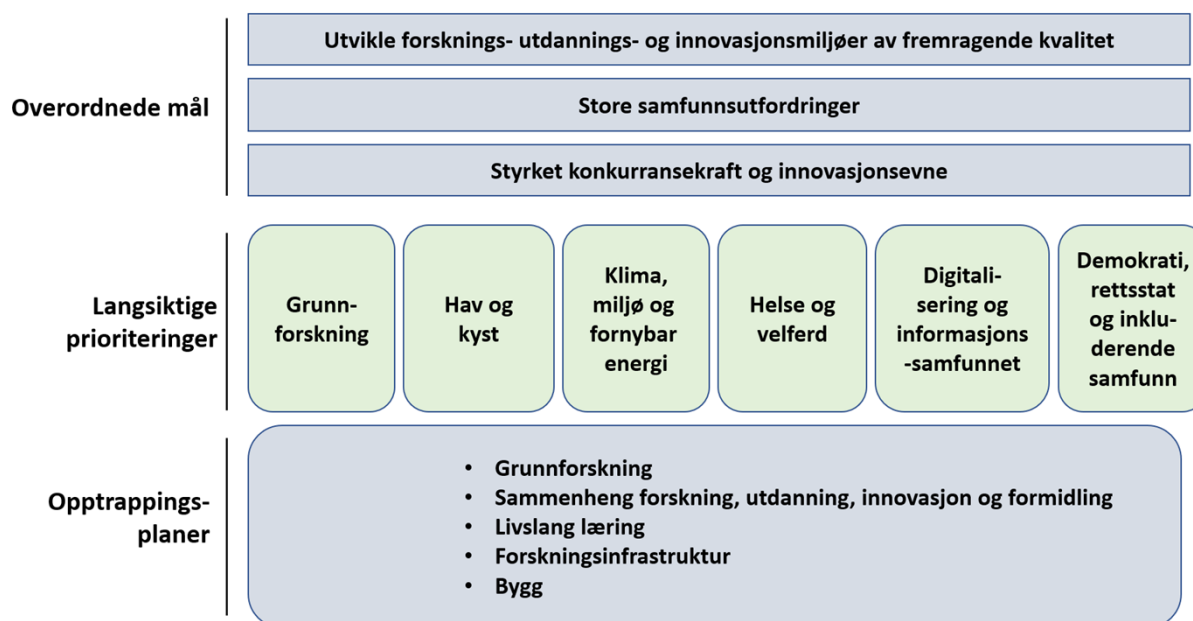 Overordnede mål
Utvikle forsknings- utdannings- og innovasjonsmiljøer av fremragende kvalitet
Store samfunnsutfordringer
Styrket konkurransekraft og innovasjonsevne
Langsiktige
prioriteringer
Grunn-
forskning
Hav og
kyst
Klima,
miljø og
fornybar
energi
Helse og
velferd
Digitali-
sering og
informasjons
-samfunnet
Demokrati,
rettsstat
og inklu-
derende
samfunn
Opptrappings-
planer
• Grunnforskning
• Sammenheng forskning, utdanning, innovasjon og formidling
• Livslang læring
• Forskningsinfrastruktur
• Bygg